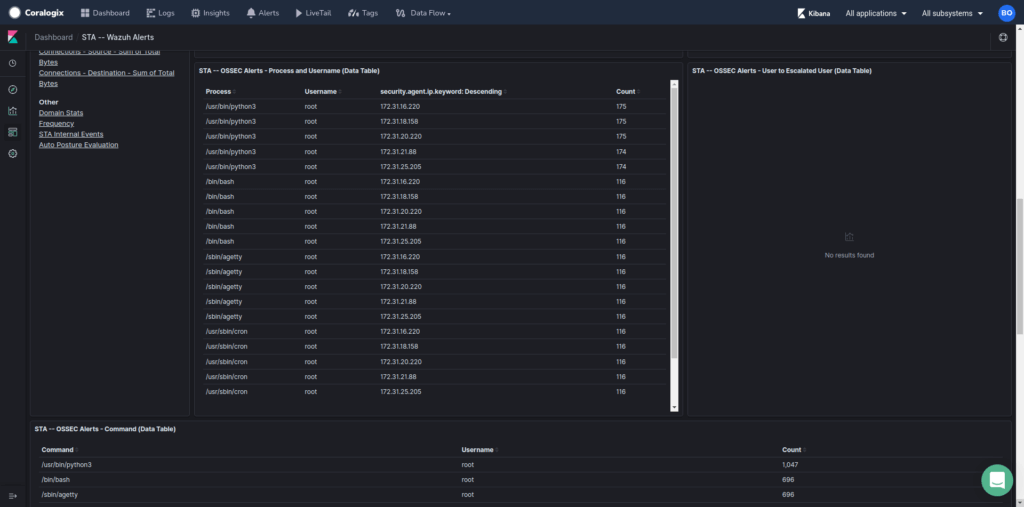 Coralogix Dashboard Logs Insights Alerts LiveTail Tags Data Flow Kibana All applications All subsystems BO
Dashboard STA -- Wazuh Alerts
Connections - Source - Sum of Total
Bytes
Connections - Destination - Sum of Total
Bytes
Other
Domain Stats
Frequency
STA Internal Events
Auto Posture Evaluation
STA -- OSSEC Alerts - Process and Username (Data Table)
Process Username security.agent.ip.keyword: Descending Count
/usr/bin/python3 root 172.31.16.220 175
/usr/bin/python3 root 172.31.18.158 175
/usr/bin/python3 root 172.31.20.220 175
/usr/bin/python3 root 172.31.21.88 174
/usr/bin/python3 root 172.31.25.205 174
/bin/bash root 172.31.16.220 116
/bin/bash root 172.31.18.158 116
/bin/bash root 172.31.20.220 116
/bin/bash root 172.31.21.88 116
/bin/bash root 172.31.25.205 116
/sbin/agetty root 172.31.16.220 116
/sbin/agetty root 172.31.18.158 116
/sbin/agetty root 172.31.20.220 116
/sbin/agetty root 172.31.21.88 116
/sbin/agetty root 172.31.25.205 116
/usr/sbin/cron root 172.31.16.220 116
/usr/sbin/cron root 172.31.18.158 116
/usr/sbin/cron root 172.31.20.220 116
/usr/sbin/cron root 172.31.21.88 116
/usr/sbin/cron root 172.31.25.205 116
STA -- OSSEC Alerts - User to Escalated User (Data Table)
No results found
STA -- OSSEC Alerts - Command (Data Table)
Command Username Count
/usr/bin/python3 root 1,047
/bin/bash root 696
/sbin/agetty root 696